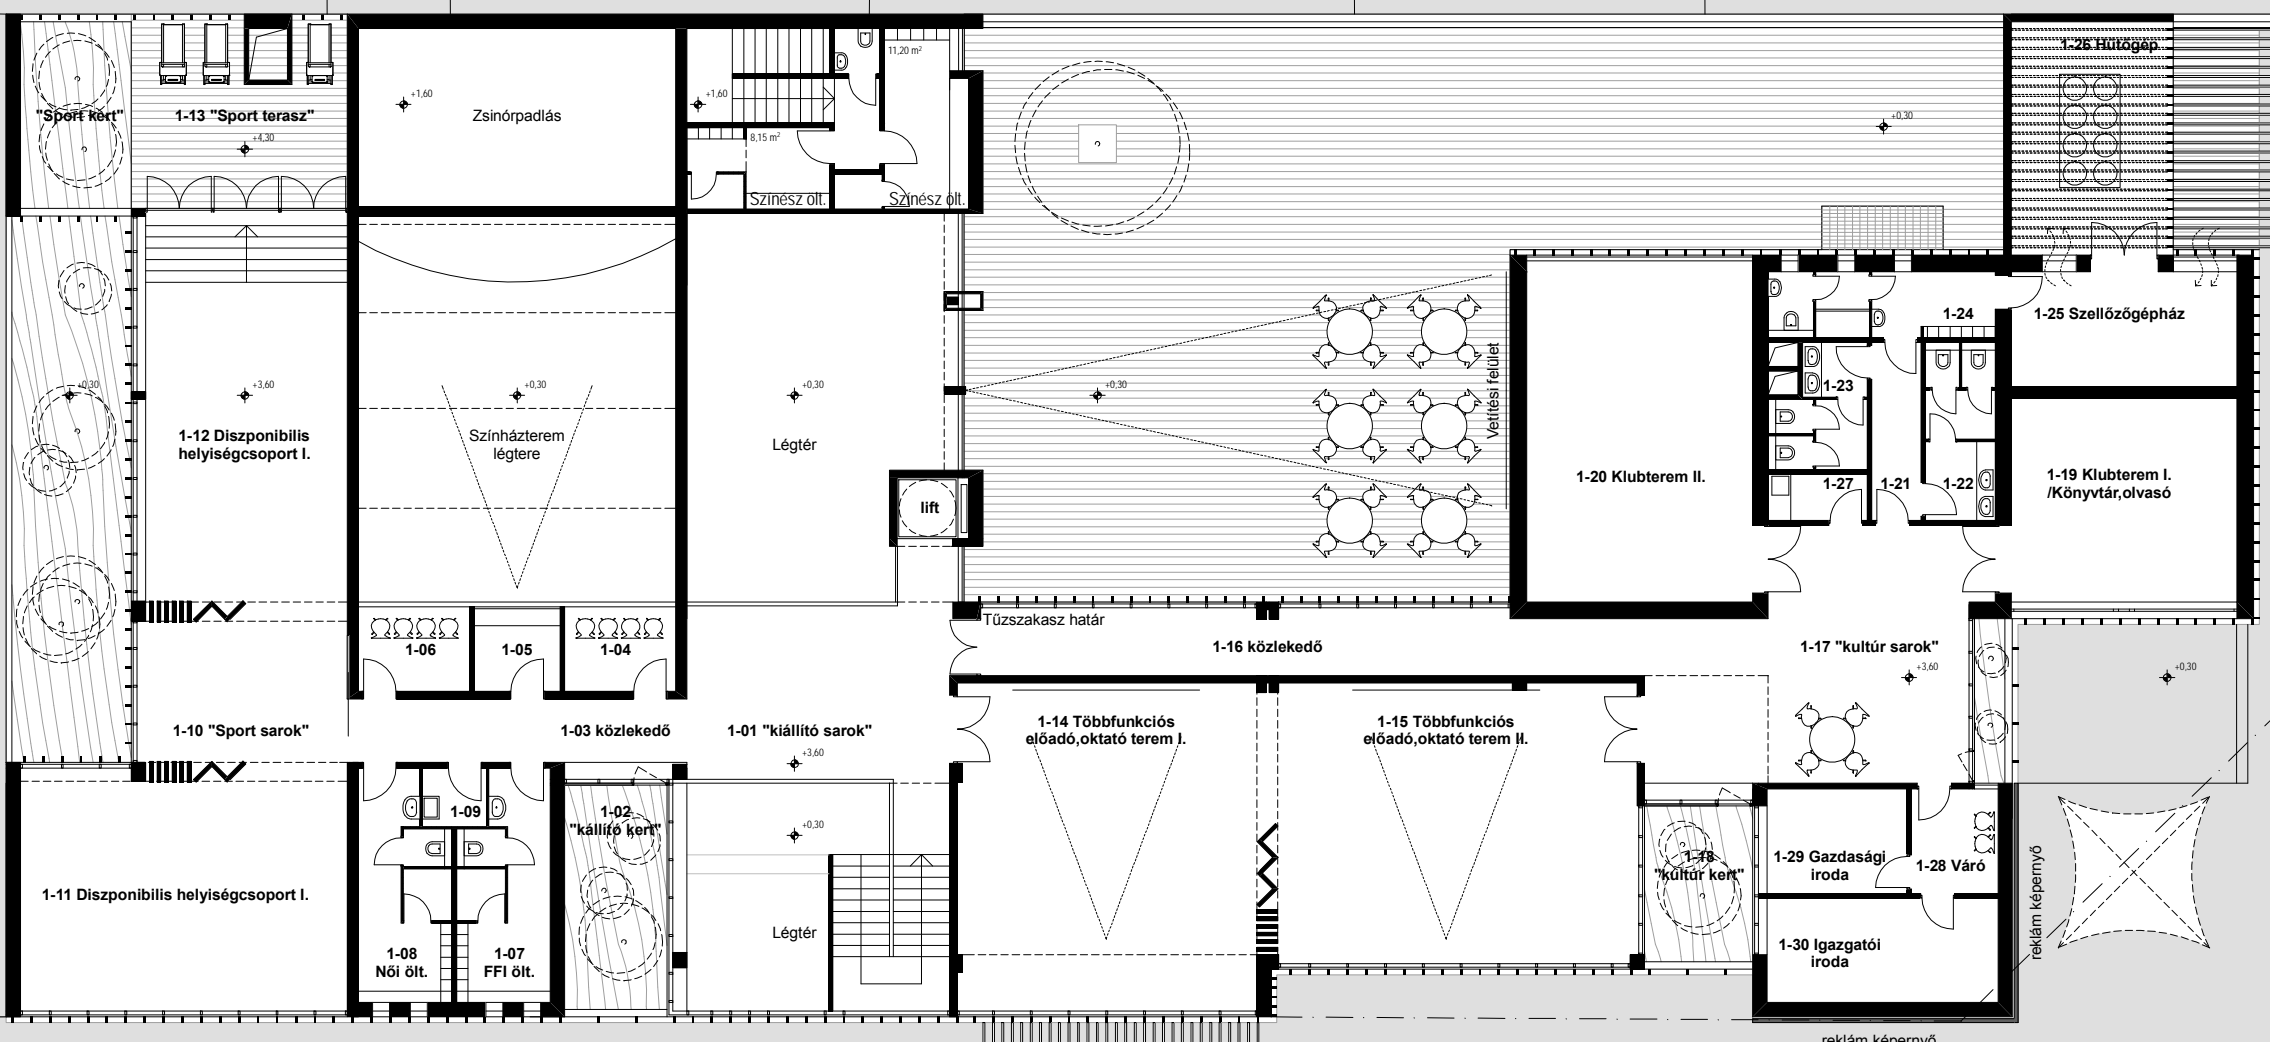 11,20 m²
1-26 Hűtőgép
+1,60
+1,60
"Sport kert"
1-13 "Sport terasz"
Zsinórpadlás
+0,30
+4,30
8,15 m²
Színész ölt.
Színész ölt.
1-24
1-25 Szellőzőgépház
Vetítési felület
+0,30
+3,60
+0,30
+0,30
+0,30
1-23
1-12 Diszponibilis
helyiségcsoport I.
Színházterem
légtere
Légtér
1-20 Klubterem II.
1-19 Klubterem I.
/Könyvtár,olvasó
1-27
1-21
1-22
lift
Tűzszakasz határ
1-06
1-05
1-04
1-16 közlekedő
1-17 "kultúr sarok"
+3,60
+0,30
1-10 "Sport sarok"
1-03 közlekedő
1-01 "kiállító sarok"
+3,60
1-14 Többfunkciós
előadó,oktató terem I.
1-15 Többfunkciós
előadó,oktató terem II.
1-09
1-02
"kállító kert"
+0,30
1-18
"kultúr kert"
1-29 Gazdasági
iroda
1-28 Váró
1-11 Diszponibilis helyiségcsoport I.
Légtér
1-08
Női ölt.
1-07
FFI ölt.
1-30 Igazgatói
iroda
reklám képernyő
reklám képernyő